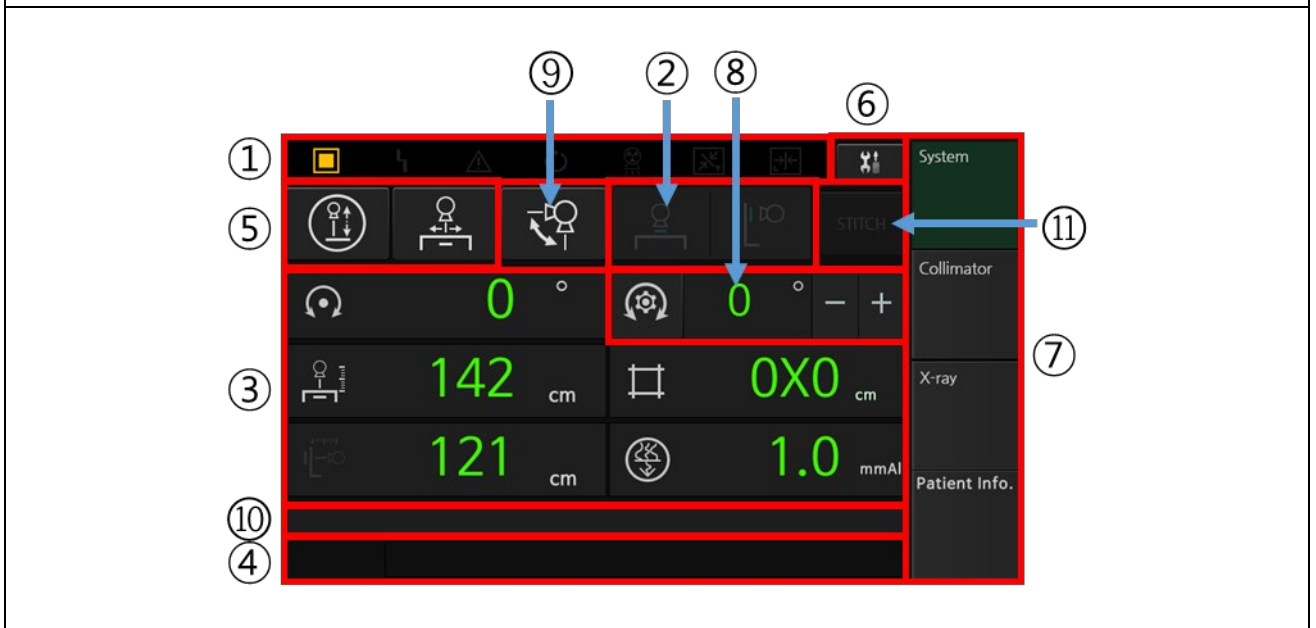 ⑨ ② ⑧
⑥
① System
⑤ STITCH ⑪
Collimator
0 ° 0 ° − +
⑦
③ 142 cm 0X0 cm X-ray
121 cm 1.0 mmAl
Patient Info.
⑩
④